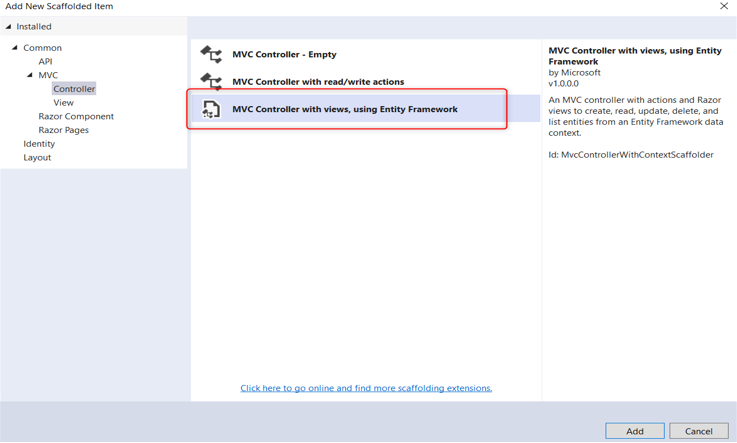 Add New Scaffolded Item
Installed
Common
API
MVC
Controller
View
Razor Component
Razor Pages
Identity
Layout
MVC Controller - Empty
MVC Controller with read/write actions
MVC Controller with views, using Entity Framework
Click here to go online and find more scaffolding extensions.
MVC Controller with views, using Entity
Framework
by Microsoft
v1.0.0.0
An MVC controller with actions and Razor
views to create, read, update, delete, and
list entities from an Entity Framework data
context.
Id: MvcControllerWithContextScaffolder
Add
Cancel